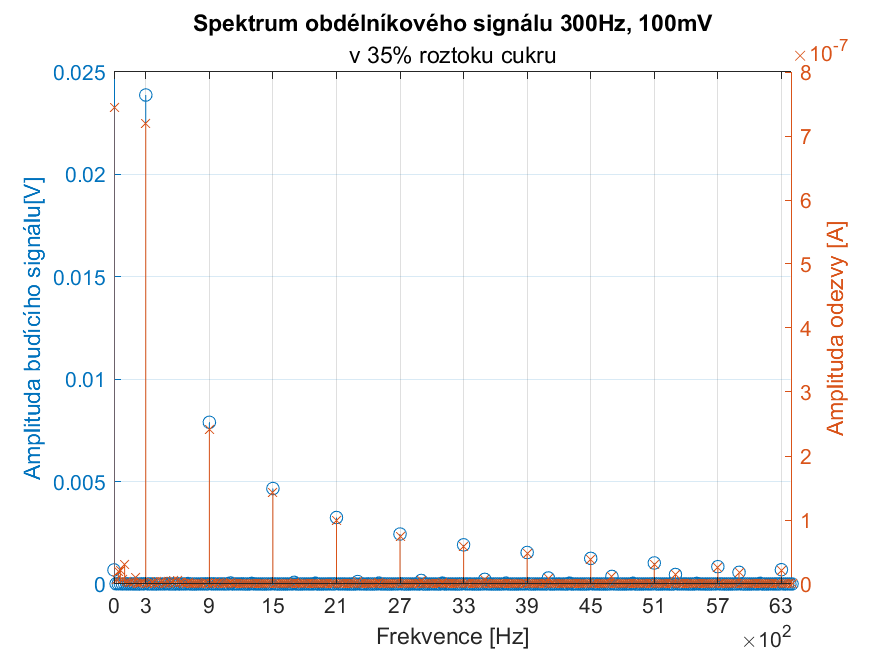 Spektrum obdélníkového signálu 300Hz, 100mV
v 35% roztoku cukru
×10-7
0.025
0.02
0.015
0.01
0.005
0
Amplituda budícího signálu[V]
8
7
6
5
4
3
2
1
0
Amplituda odezvy [A]
0 3 9 15 21 27 33 39 45 51 57 63
Frekvence [Hz]
×102